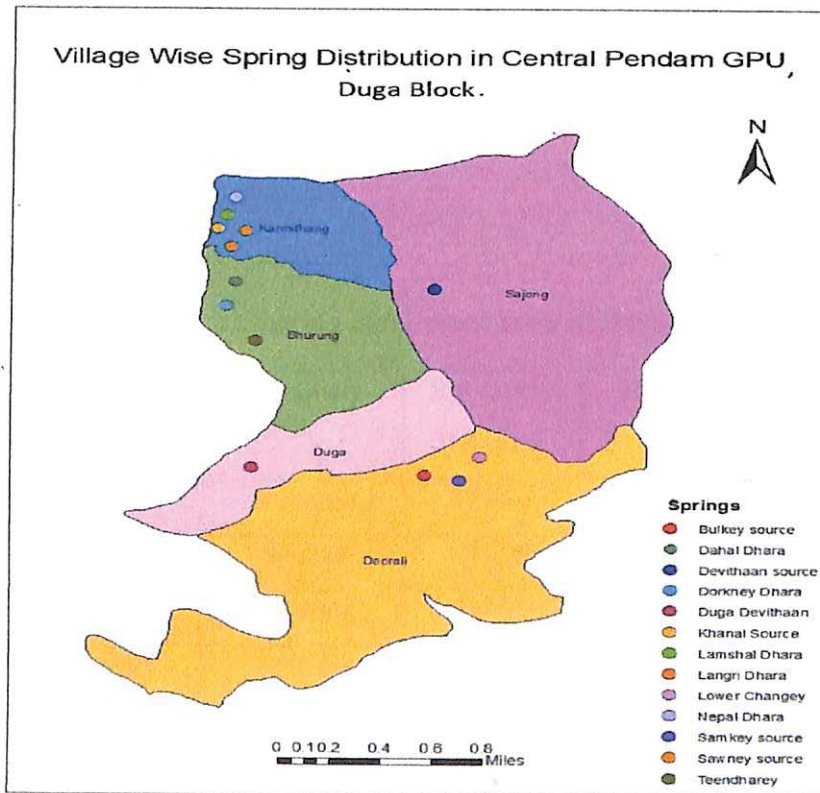 Village Wise Spring Distribution in Central Pendam GPU,
Duga Block.
N
Karmithang
Sajong
Bhurung
Duga
Deorali
Springs
Bulkey source
Dahal Dhara
Devithaan source
Dorkney Dhara
Duga Devithaan
Khanal Source
Lamshal Dhara
Langri Dhara
Lower Changey
Nepal Dhara
Samkey source
Sawney source
Teendharey
0 0.1 0.2 0.4 0.6 0.8
Miles